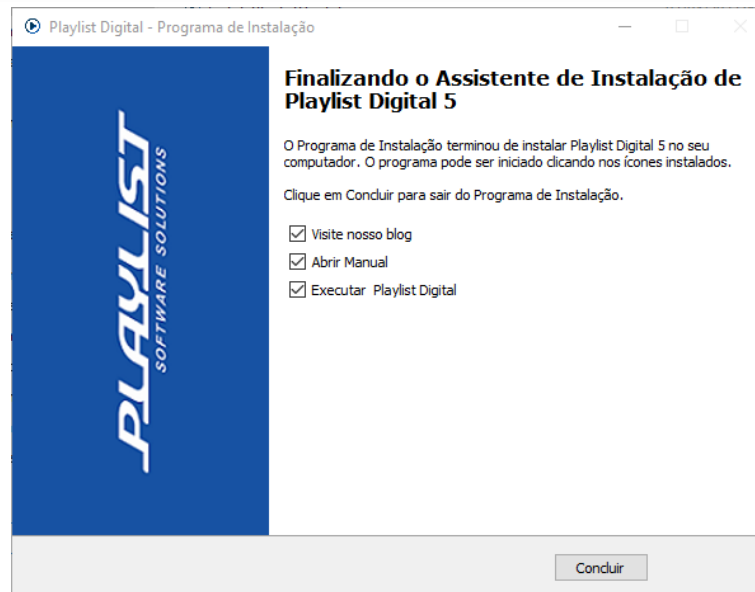 Playlist Digital - Programa de Instalação
PLAYLIST
SOFTWARE SOLUTIONS
Finalizando o Assistente de Instalação de
Playlist Digital 5
O Programa de Instalação terminou de instalar Playlist Digital 5 no seu
computador. O programa pode ser iniciado clicando nos ícones instalados.
Clique em Concluir para sair do Programa de Instalação.
Visite nosso blog
Abrir Manual
Executar Playlist Digital
Concluir